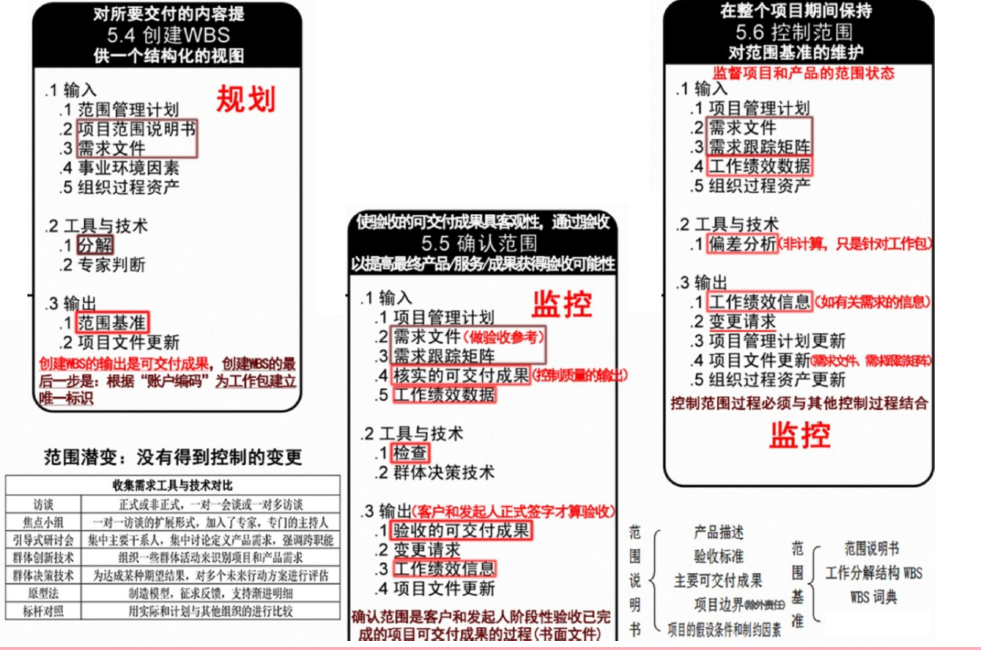 对所要交付的内容提
5.4 创建WBS
供一个结构化的视图
规划
.1 输入
.1 范围管理计划
.2 项目范围说明书
.3 需求文件
.4 事业环境因素
.5 组织过程资产
.2 工具与技术
.1 分解
.2 专家判断
.3 输出
.1 范围基准
.2 项目文件更新
创建WBS的输出是可交付成果，创建WBS的最
后一步是：根据“账户编码”为工作包建立
唯一标识
范围潜变：没有得到控制的变更
收集需求工具与技术对比
访谈 正式或非正式，一对一会谈或一对多访谈
焦点小组 一对一访谈的扩展形式，加入了专家，专门的主持人
引导式研讨会 集中主要干系人，集中讨论定义产品需求，强调跨职能
群体创新技术 组织一些群体活动来识别项目和产品需求
群体决策技术 为达成某种期望结果，对多个未来行动方案进行评估
原型法 制造模型，征求反馈，支持渐进明细
标杆对照 用实际和计划与其他组织的进行比较
使验收的可交付成果具客观性，通过验收
5.5 确认范围
以提高最终产品/服务/成果获得验收可能性
监控
.1 输入
.1 项目管理计划
.2 需求文件(做验收参考)
.3 需求跟踪矩阵
.4 核实的可交付成果(控制质量的输出)
.5 工作绩效数据
.2 工具与技术
.1 检查
.2 群体决策技术
.3 输出(客户和发起人正式签字才算验收)
.1 验收的可交付成果
.2 变更请求
.3 工作绩效信息
.4 项目文件更新
确认范围是客户和发起人阶段性验收已完
成的项目可交付成果的过程(书面文件)
在整个项目期间保持
5.6 控制范围
对范围基准的维护
监督项目和产品的范围状态
.1 输入
.1 项目管理计划
.2 需求文件
.3 需求跟踪矩阵
.4 工作绩效数据
.5 组织过程资产
.2 工具与技术
.1 偏差分析(非计算，只是针对工作包)
.3 输出
.1 工作绩效信息(如有关需求的信息)
.2 变更请求
.3 项目管理计划更新
.4 项目文件更新(需求文件、需求跟踪矩阵)
.5 组织过程资产更新
控制范围过程必须与其他控制过程结合
监控
范围说明书
产品描述
验收标准
主要可交付成果
项目边界(除外责任)
项目的假设条件和制约因素
范围基准
范围说明书
工作分解结构 WBS
WBS 词典